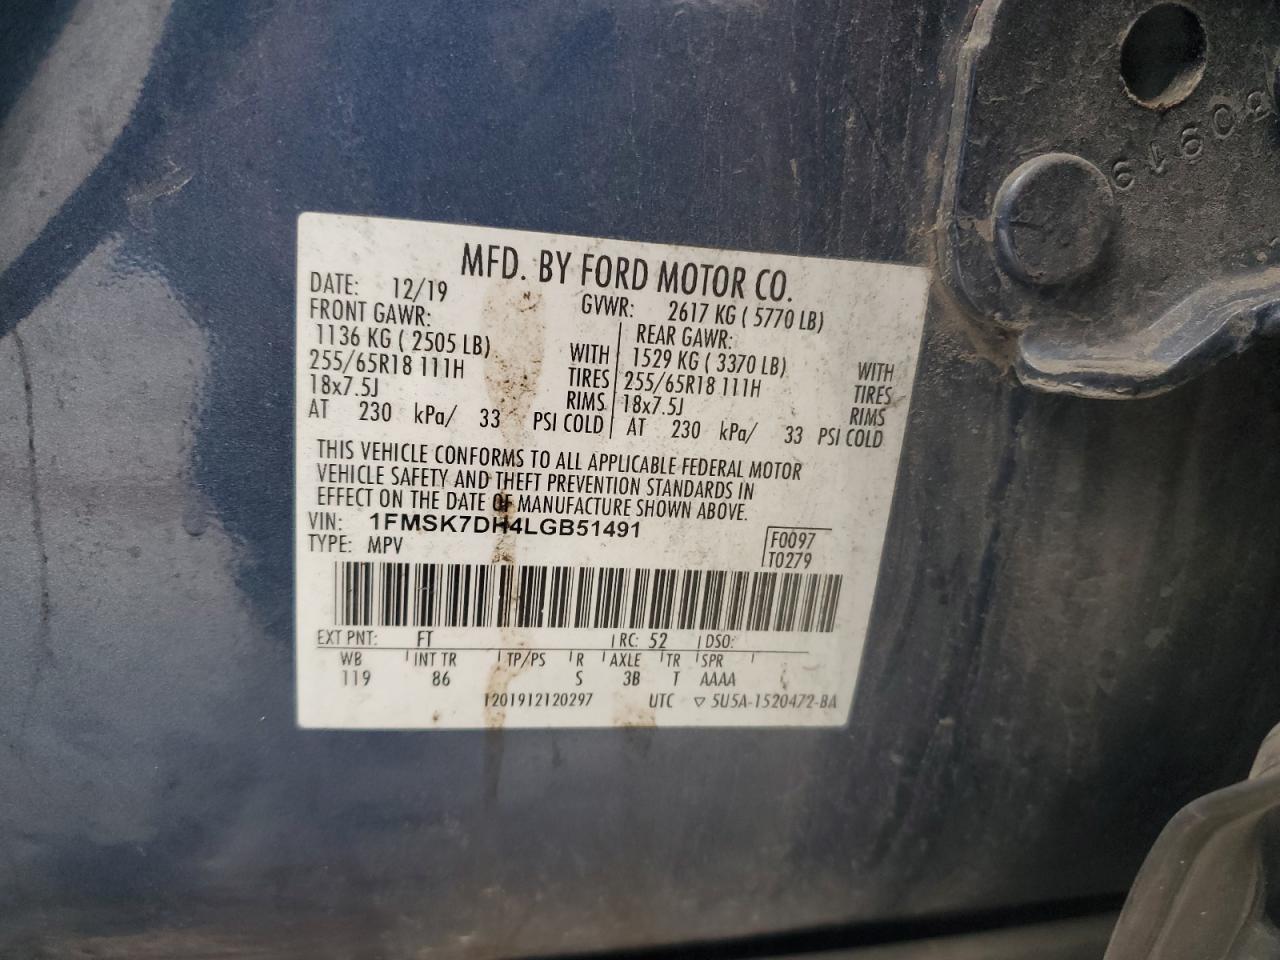 MFD. BY FORD MOTOR CO.
DATE: 12/19 GVWR: 2617 KG ( 5770 LB)
FRONT GAWR: REAR GAWR:
1136 KG ( 2505 LB) WITH 1529 KG ( 3370 LB) WITH
255/65R18 111H TIRES 255/65R18 111H TIRES
18x7.5J RIMS 18x7.5J RIMS
AT 230 kPa/ 33 PSI COLD AT 230 kPa/ 33 PSI COLD
THIS VEHICLE CONFORMS TO ALL APPLICABLE FEDERAL MOTOR
VEHICLE SAFETY AND THEFT PREVENTION STANDARDS IN
EFFECT ON THE DATE OF MANUFACTURE SHOWN ABOVE.
VIN: 1FMSK7DH4LGB51491 F0097
TYPE: MPV T0279
EXT PNT: FT RC: 52 DSO:
WB INT TR TP/PS R AXLE TR SPR
119 86 S 3B T AAAA
1201912120297 UTC ▽ 5U5A-1520472-BA